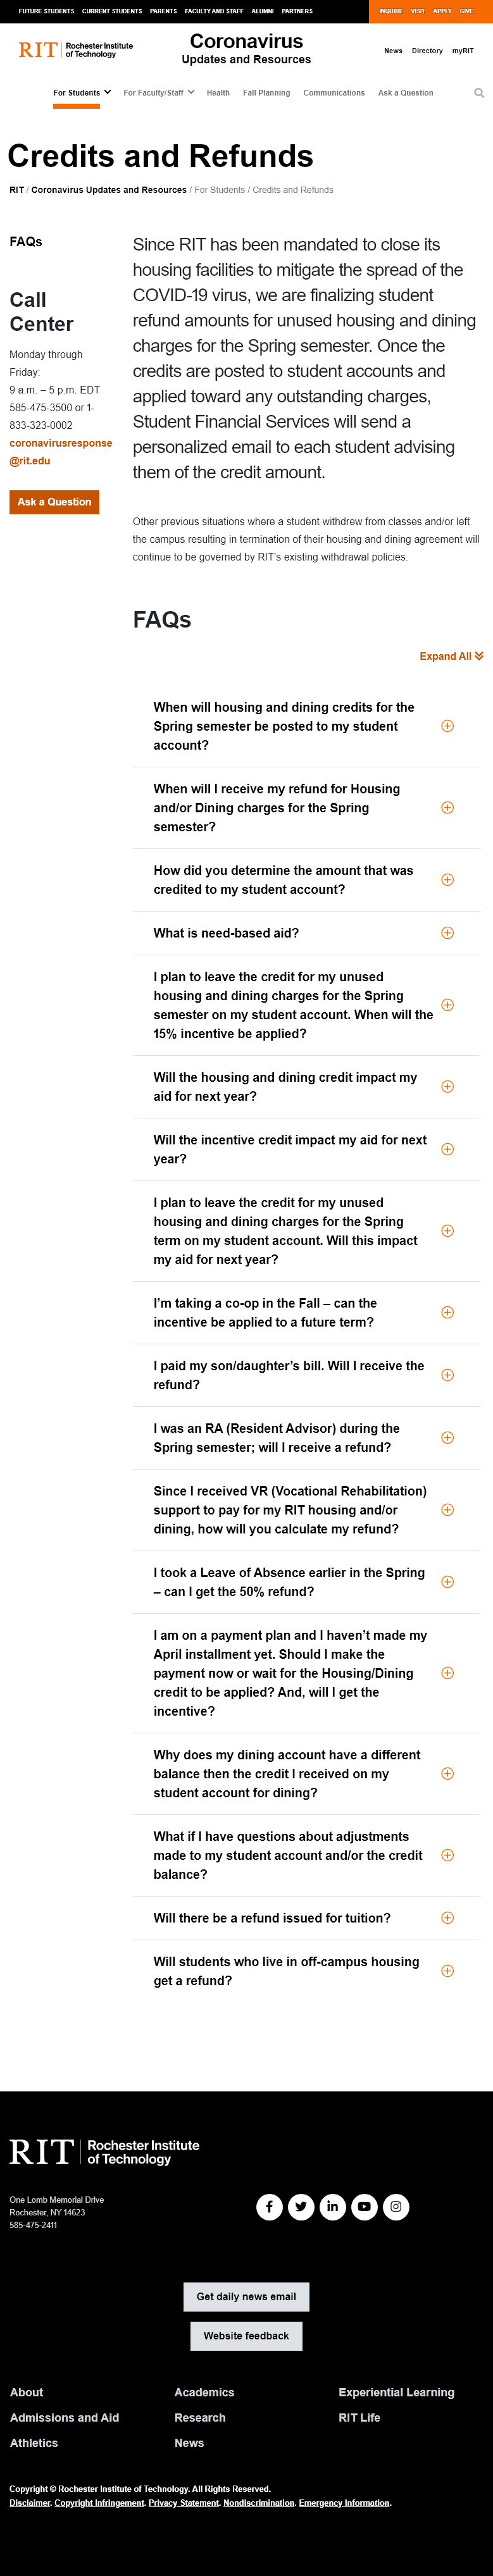 FUTURE STUDENTS CURRENT STUDENTS PARENTS FACULTY AND STAFF ALUMNI PARTNERS INQUIRE VISIT APPLY GIVE
RIT Rochester Institute of Technology
Coronavirus
Updates and Resources
News Directory myRIT
For Students For Faculty/Staff Health Fall Planning Communications Ask a Question
Credits and Refunds
RIT / Coronavirus Updates and Resources / For Students / Credits and Refunds
FAQs
Call
Center
Monday through
Friday:
9 a.m. – 5 p.m. EDT
585-475-3500 or 1-
833-323-0002
coronavirusresponse
@rit.edu
Ask a Question
Since RIT has been mandated to close its
housing facilities to mitigate the spread of the
COVID-19 virus, we are finalizing student
refund amounts for unused housing and dining
charges for the Spring semester. Once the
credits are posted to student accounts and
applied toward any outstanding charges,
Student Financial Services will send a
personalized email to each student advising
them of the credit amount.
Other previous situations where a student withdrew from classes and/or left
the campus resulting in termination of their housing and dining agreement will
continue to be governed by RIT's existing withdrawal policies.
FAQs
Expand All
When will housing and dining credits for the
Spring semester be posted to my student
account?
When will I receive my refund for Housing
and/or Dining charges for the Spring
semester?
How did you determine the amount that was
credited to my student account?
What is need-based aid?
I plan to leave the credit for my unused
housing and dining charges for the Spring
semester on my student account. When will the
15% incentive be applied?
Will the housing and dining credit impact my
aid for next year?
Will the incentive credit impact my aid for next
year?
I plan to leave the credit for my unused
housing and dining charges for the Spring
term on my student account. Will this impact
my aid for next year?
I'm taking a co-op in the Fall – can the
incentive be applied to a future term?
I paid my son/daughter's bill. Will I receive the
refund?
I was an RA (Resident Advisor) during the
Spring semester; will I receive a refund?
Since I received VR (Vocational Rehabilitation)
support to pay for my RIT housing and/or
dining, how will you calculate my refund?
I took a Leave of Absence earlier in the Spring
– can I get the 50% refund?
I am on a payment plan and I haven't made my
April installment yet. Should I make the
payment now or wait for the Housing/Dining
credit to be applied? And, will I get the
incentive?
Why does my dining account have a different
balance then the credit I received on my
student account for dining?
What if I have questions about adjustments
made to my student account and/or the credit
balance?
Will there be a refund issued for tuition?
Will students who live in off-campus housing
get a refund?
RIT Rochester Institute of Technology
One Lomb Memorial Drive
Rochester, NY 14623
585-475-2411
Get daily news email
Website feedback
About Academics Experiential Learning
Admissions and Aid Research RIT Life
Athletics News
Copyright © Rochester Institute of Technology. All Rights Reserved.
Disclaimer. Copyright Infringement. Privacy Statement. Nondiscrimination. Emergency Information.